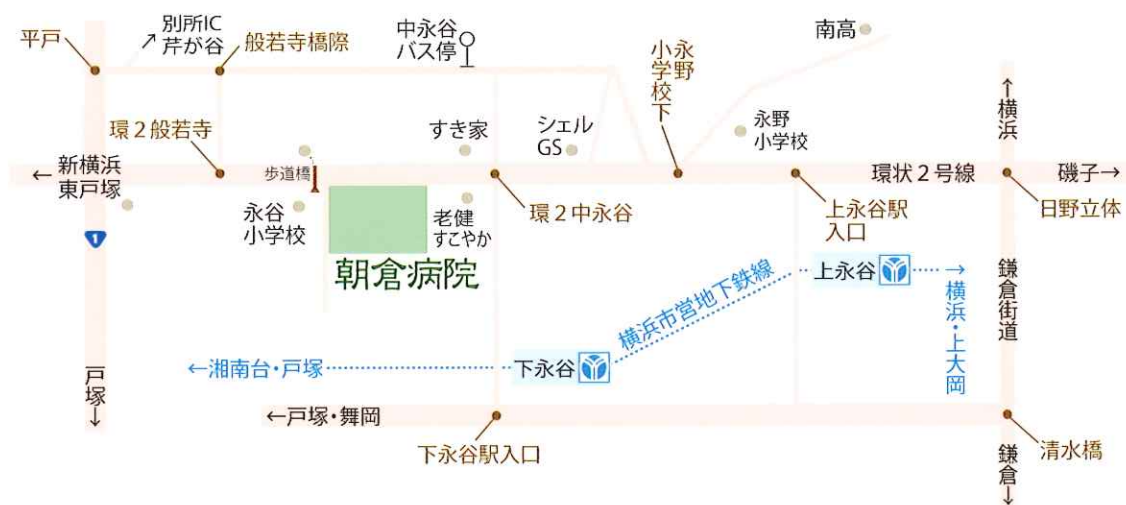 別所IC
芹が谷
平戸
般若寺橋際
中永谷
バス停
永野
小学校下
南高
↑横浜
環2般若寺
すき家
シェル
GS
永野
小学校
← 新横浜
東戸塚
歩道橋
環状2号線
磯子→
永谷
小学校
老健
すこやか
環2中永谷
上永谷駅
入口
日野立体
1
朝倉病院
上永谷
→横浜・上大岡
鎌倉街道
横浜市営地下鉄線
←湘南台・戸塚
下永谷
戸塚↓
←戸塚・舞岡
下永谷駅入口
清水橋
鎌倉↓